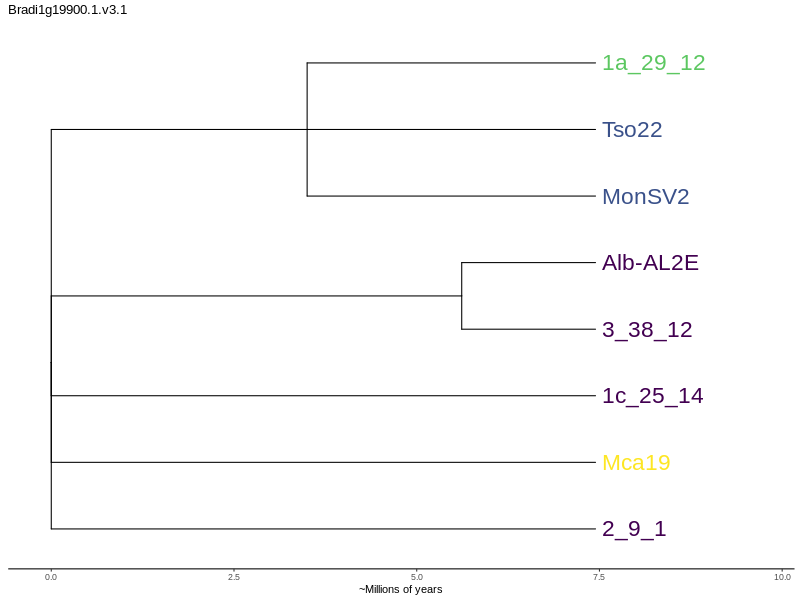 Bradi1g19900.1.v3.1
1a_29_12
Tso22
MonSV2
Alb-AL2E
3_38_12
1c_25_14
Mca19
2_9_1
0.0 2.5 5.0 7.5 10.0
~Millions of years